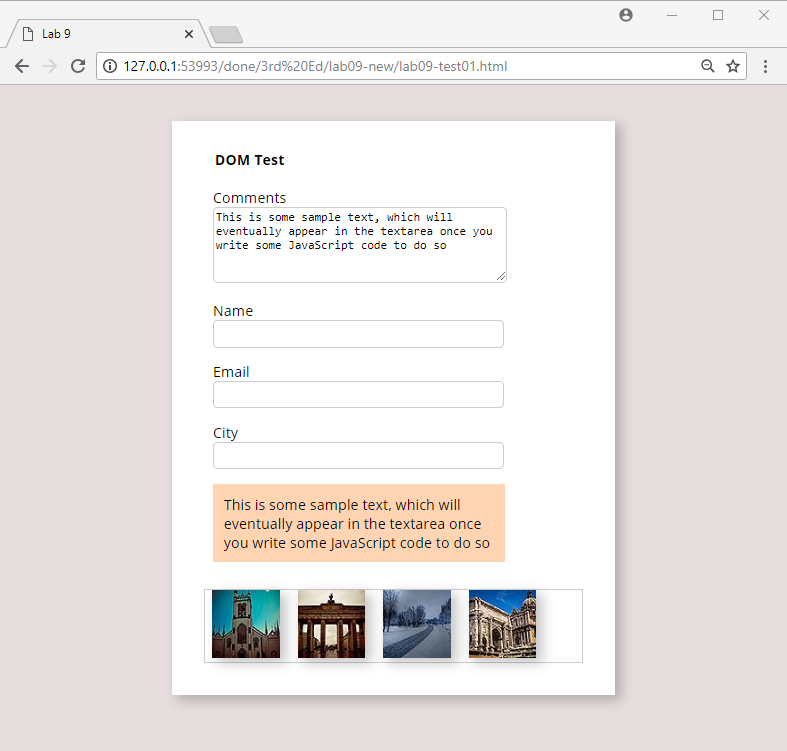 Lab 9
127.0.0.1:53993/done/3rd%20Ed/lab09-new/lab09-test01.html
DOM Test
Comments
This is some sample text, which will
eventually appear in the textarea once you
write some JavaScript code to do so
Name
Email
City
This is some sample text, which will
eventually appear in the textarea once
you write some JavaScript code to do so